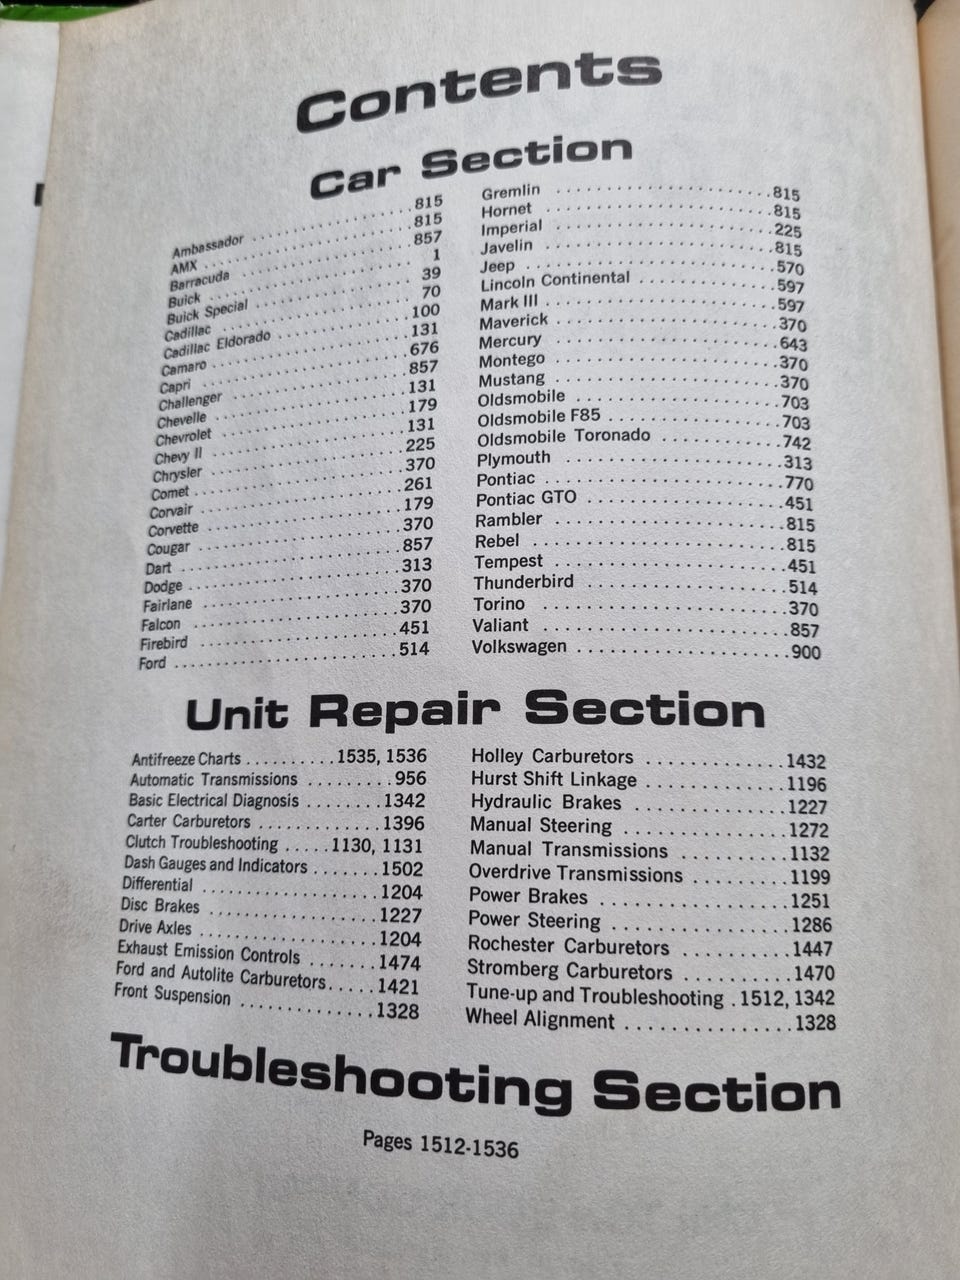 Contents
Car Section
Ambassador . . . . . . . . . . . . . . . . 815
AMX . . . . . . . . . . . . . . . . 815
Barracuda . . . . . . . . . . . . . . . . 857
Buick . . . . . . . . . . . . . . . . 1
Buick Special . . . . . . . . . . . . . . . . 39
Cadillac . . . . . . . . . . . . . . . . 70
Cadillac Eldorado . . . . . . . . . . . . . . . . 100
Camaro . . . . . . . . . . . . . . . . 131
Capri . . . . . . . . . . . . . . . . 676
Challenger . . . . . . . . . . . . . . . . 857
Chevelle . . . . . . . . . . . . . . . . 131
Chevrolet . . . . . . . . . . . . . . . . 179
Chevy II . . . . . . . . . . . . . . . . 131
Chrysler . . . . . . . . . . . . . . . . 225
Comet . . . . . . . . . . . . . . . . 370
Corvair . . . . . . . . . . . . . . . . 261
Corvette . . . . . . . . . . . . . . . . 179
Cougar . . . . . . . . . . . . . . . . 370
Dart . . . . . . . . . . . . . . . . 857
Dodge . . . . . . . . . . . . . . . . 313
Fairlane . . . . . . . . . . . . . . . . 370
Falcon . . . . . . . . . . . . . . . . 370
Firebird . . . . . . . . . . . . . . . . 451
Ford . . . . . . . . . . . . . . . . 514
Gremlin . . . . . . . . . . . . . . . . 815
Hornet . . . . . . . . . . . . . . . . 815
Imperial . . . . . . . . . . . . . . . . 225
Javelin . . . . . . . . . . . . . . . . 815
Jeep . . . . . . . . . . . . . . . . 570
Lincoln Continental . . . . . . . . . . . . 597
Mark III . . . . . . . . . . . . . . . . 597
Maverick . . . . . . . . . . . . . . . . 370
Mercury . . . . . . . . . . . . . . . . 643
Montego . . . . . . . . . . . . . . . . 370
Mustang . . . . . . . . . . . . . . . . 370
Oldsmobile . . . . . . . . . . . . . . . . 703
Oldsmobile F85 . . . . . . . . . . . . . . 703
Oldsmobile Toronado . . . . . . . . . . 742
Plymouth . . . . . . . . . . . . . . . . 313
Pontiac . . . . . . . . . . . . . . . . 770
Pontiac GTO . . . . . . . . . . . . . . . . 451
Rambler . . . . . . . . . . . . . . . . 815
Rebel . . . . . . . . . . . . . . . . 815
Tempest . . . . . . . . . . . . . . . . 451
Thunderbird . . . . . . . . . . . . . . . . 514
Torino . . . . . . . . . . . . . . . . 370
Valiant . . . . . . . . . . . . . . . . 857
Volkswagen . . . . . . . . . . . . . . . . 900
Unit Repair Section
Antifreeze Charts . . . . . . . . . . 1535, 1536
Automatic Transmissions . . . . . . . . . 956
Basic Electrical Diagnosis . . . . . . . . 1342
Carter Carburetors . . . . . . . . . . . . . 1396
Clutch Troubleshooting . . . . . 1130, 1131
Dash Gauges and Indicators . . . . . . . 1502
Differential . . . . . . . . . . . . . . . . 1204
Disc Brakes . . . . . . . . . . . . . . . . 1227
Drive Axles . . . . . . . . . . . . . . . . 1204
Exhaust Emission Controls . . . . . . . 1474
Ford and Autolite Carburetors . . . . . 1421
Front Suspension . . . . . . . . . . . . . 1328
Holley Carburetors . . . . . . . . . . . . 1432
Hurst Shift Linkage . . . . . . . . . . . . 1196
Hydraulic Brakes . . . . . . . . . . . . . 1227
Manual Steering . . . . . . . . . . . . . 1272
Manual Transmissions . . . . . . . . . 1132
Overdrive Transmissions . . . . . . . . 1199
Power Brakes . . . . . . . . . . . . . . . 1251
Power Steering . . . . . . . . . . . . . . 1286
Rochester Carburetors . . . . . . . . . 1447
Stromberg Carburetors . . . . . . . . . 1470
Tune-up and Troubleshooting . 1512, 1342
Wheel Alignment . . . . . . . . . . . . . . 1328
Troubleshooting Section
Pages 1512-1536